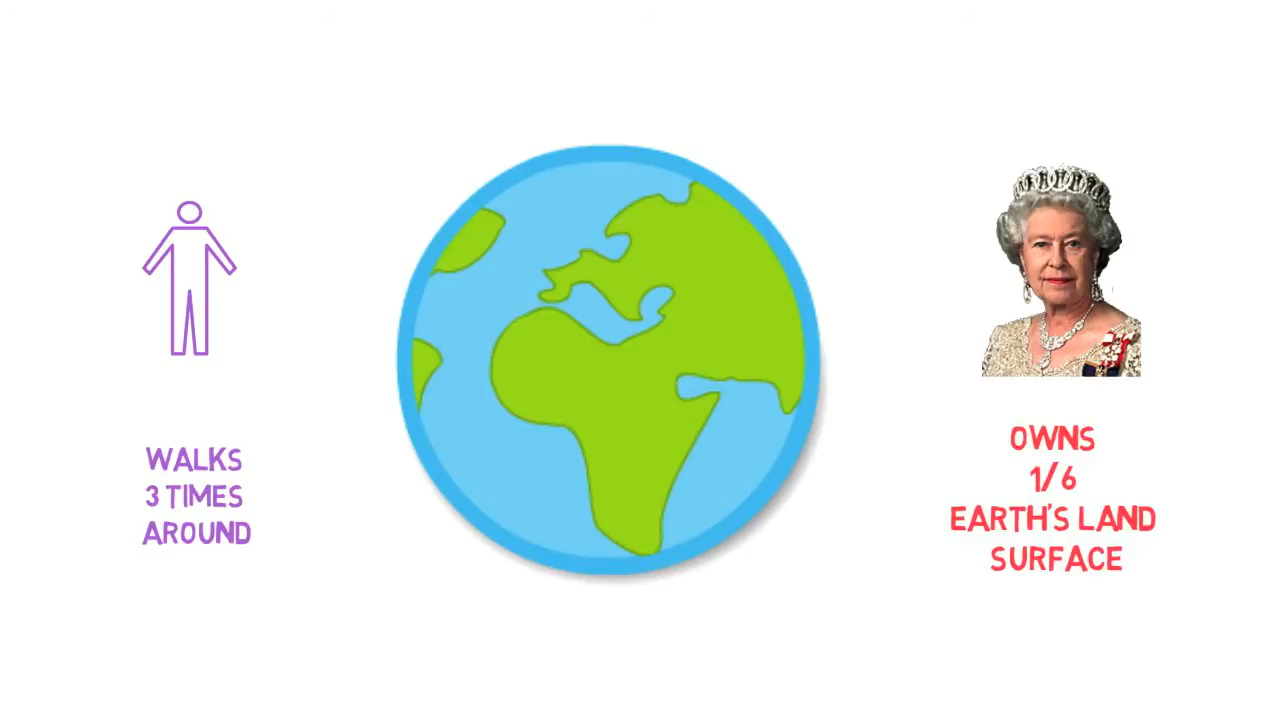 WALKS
3 TIMES
AROUND
OWNS
1/6
EARTH'S LAND
SURFACE